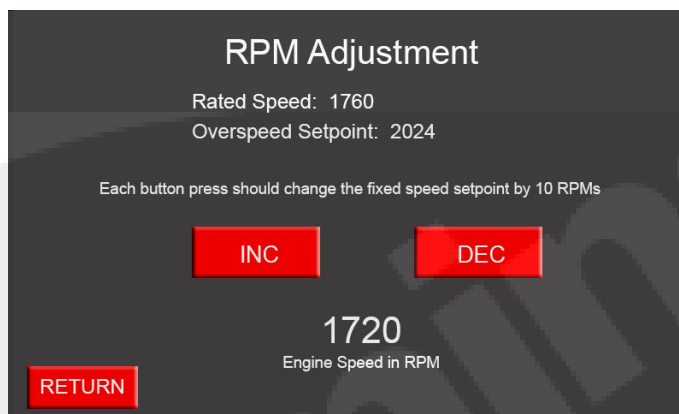 RPM Adjustment
Rated Speed: 1760
Overspeed Setpoint: 2024
Each button press should change the fixed speed setpoint by 10 RPMs
INC
DEC
1720
Engine Speed in RPM
RETURN